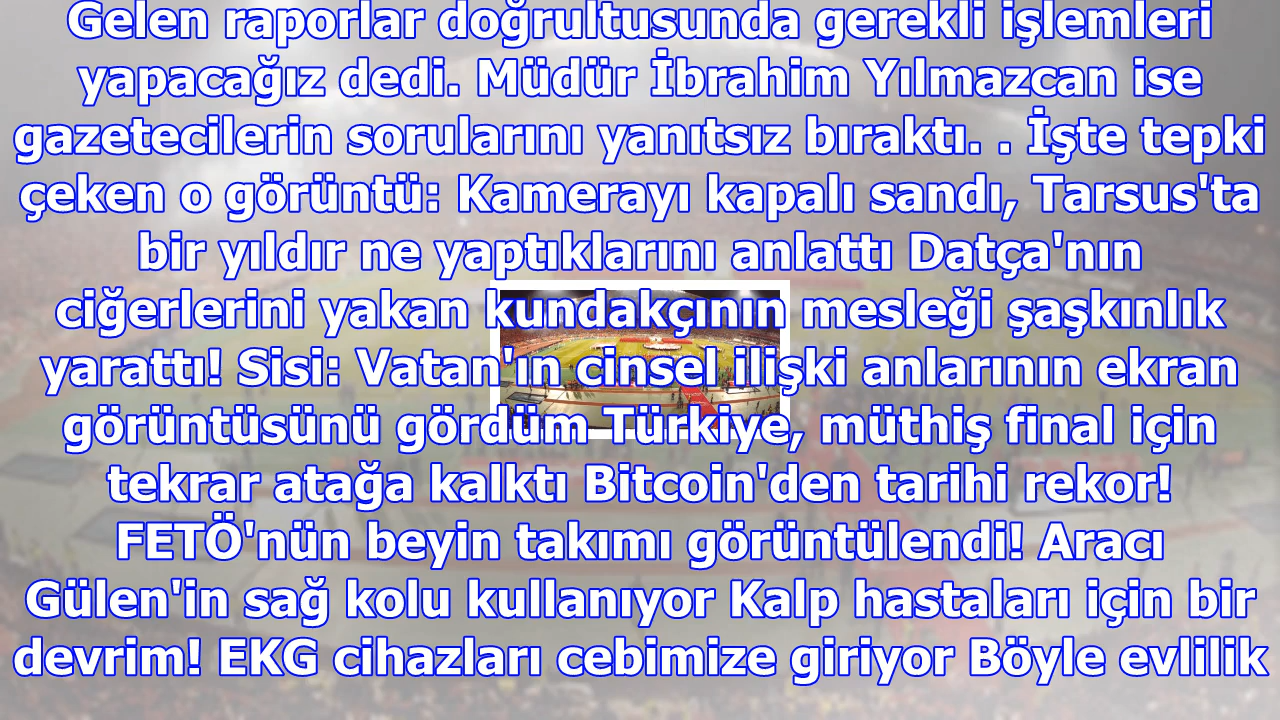 Gelen raporlar doğrultusunda gerekli işlemleri
yapacağız dedi. Müdür İbrahim Yılmazcan ise
gazetecilerin sorularını yanıtsız bıraktı. . İşte tepki
çeken o görüntü: Kamerayı kapalı sandı, Tarsus'ta
bir yıldır ne yaptıklarını anlattı Datça'nın
ciğerlerini yakan kundakçının mesleği şaşkınlık
yarattı! Sisi: Vatan'ın cinsel ilişki anlarının ekran
görüntüsünü gördüm Türkiye, müthiş final için
tekrar atağa kalktı Bitcoin'den tarihi rekor!
FETÖ'nün beyin takımı görüntülendi! Aracı
Gülen'in sağ kolu kullanıyor Kalp hastaları için bir
devrim! EKG cihazları cebimize giriyor Böyle evlilik